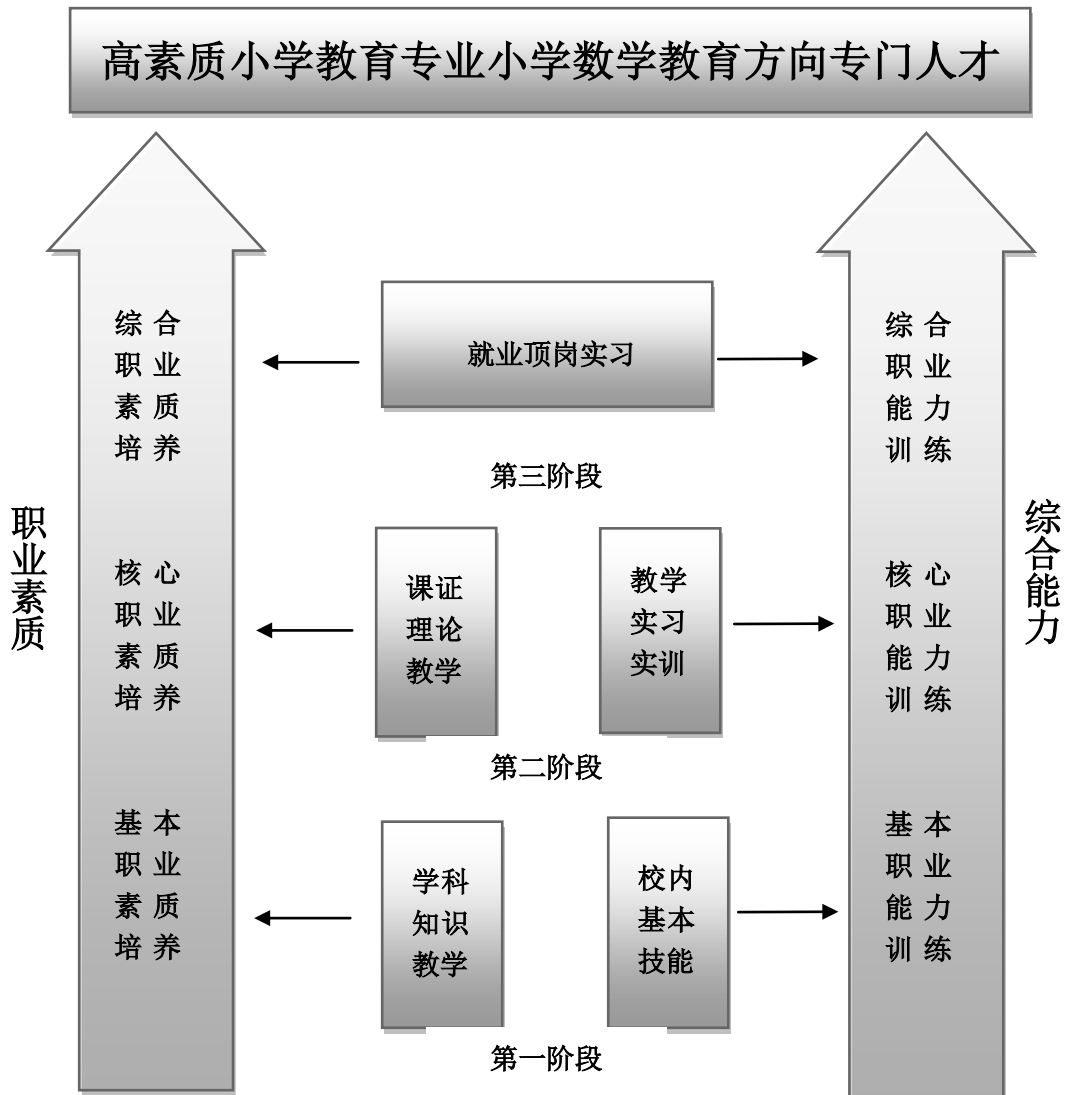 高素质小学教育专业小学数学教育方向专门人才
综合
职业
素质
培养
就业顶岗实习
综合
职业
能力
训练
第三阶段
职业素质
核心
职业
素质
培养
课证
理论
教学
教学
实习
实训
核心
职业
能力
训练
综合能力
第二阶段
基本
职业
素质
培养
学科
知识
教学
校内
基本
技能
基本
职业
能力
训练
第一阶段